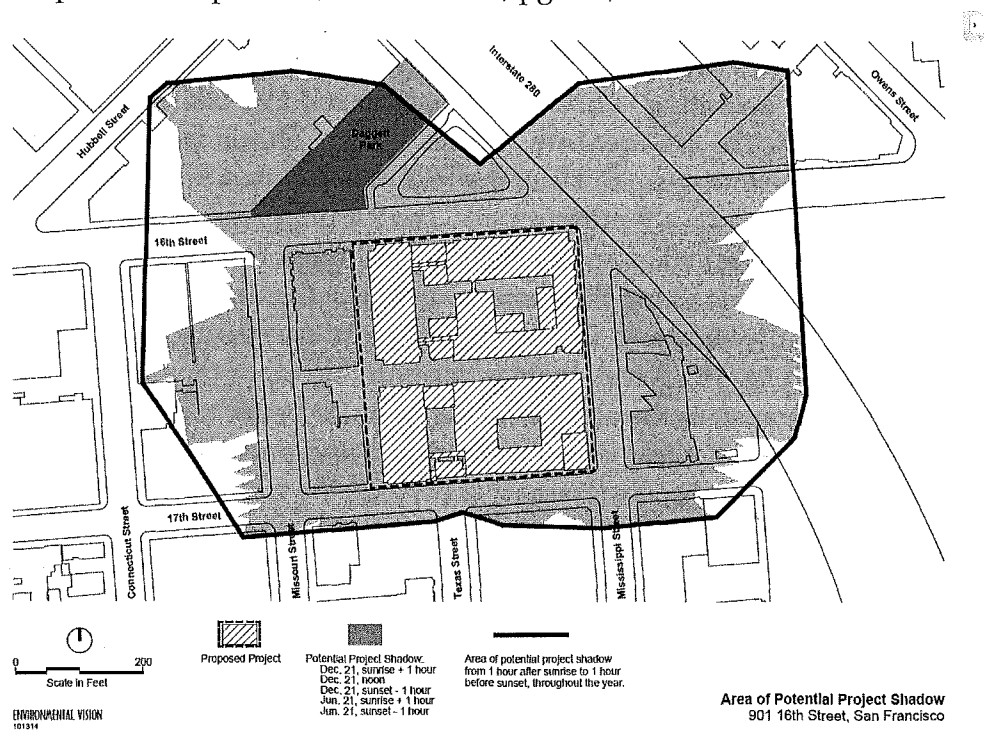 Interstate 280
Owens Street
Hubbell Street
Daggett
Park
16th Street
17th Street
Connecticut Street
Missouri Street
Texas Street
Mississippi Street
0 200
Scale in Feet
ENVIRONMENTAL VISION
101314
Proposed Project
Potential Project Shadow:
Dec. 21, sunrise + 1 hour
Dec. 21, noon
Dec. 21, sunset - 1 hour
Jun. 21, sunrise + 1 hour
Jun. 21, sunset - 1 hour
Area of potential project shadow
from 1 hour after sunrise to 1 hour
before sunset, throughout the year.
Area of Potential Project Shadow
901 16th Street, San Francisco